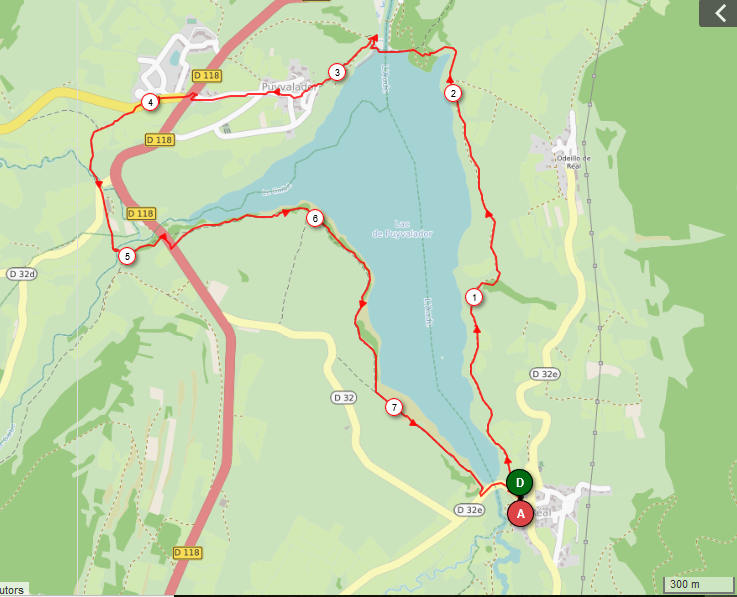 D 118
3
Puyvalador
2
4
D 118
Odeillo de
Réal
D 118
6
Lac
de Puyvalador
5
D 32d
1
D 32e
D 32
7
D
D 32e
A
Réal
D 118
300 m
utors